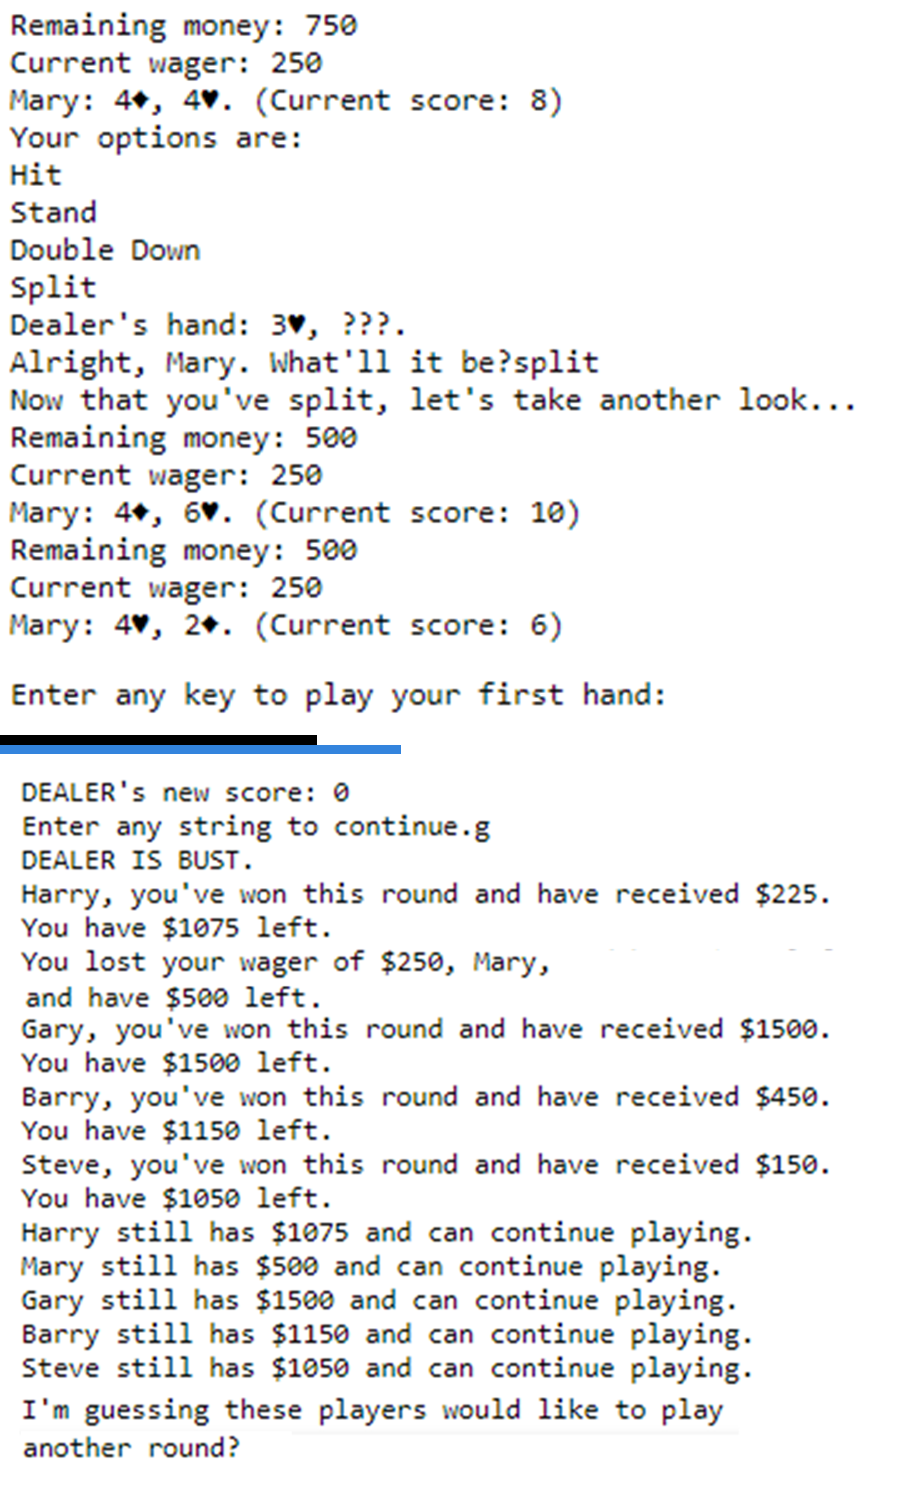 Remaining money: 750
Current wager: 250
Mary: 4♦, 4♥. (Current score: 8)
Your options are:
Hit
Stand
Double Down
Split
Dealer's hand: 3♥, ???.
Alright, Mary. What'll it be?split
Now that you've split, let's take another look...
Remaining money: 500
Current wager: 250
Mary: 4♦, 6♥. (Current score: 10)
Remaining money: 500
Current wager: 250
Mary: 4♥, 2♦. (Current score: 6)
Enter any key to play your first hand:
DEALER's new score: 0
Enter any string to continue.g
DEALER IS BUST.
Harry, you've won this round and have received $225.
You have $1075 left.
You lost your wager of $250, Mary,
and have $500 left.
Gary, you've won this round and have received $1500.
You have $1500 left.
Barry, you've won this round and have received $450.
You have $1150 left.
Steve, you've won this round and have received $150.
You have $1050 left.
Harry still has $1075 and can continue playing.
Mary still has $500 and can continue playing.
Gary still has $1500 and can continue playing.
Barry still has $1150 and can continue playing.
Steve still has $1050 and can continue playing.
I'm guessing these players would like to play
another round?